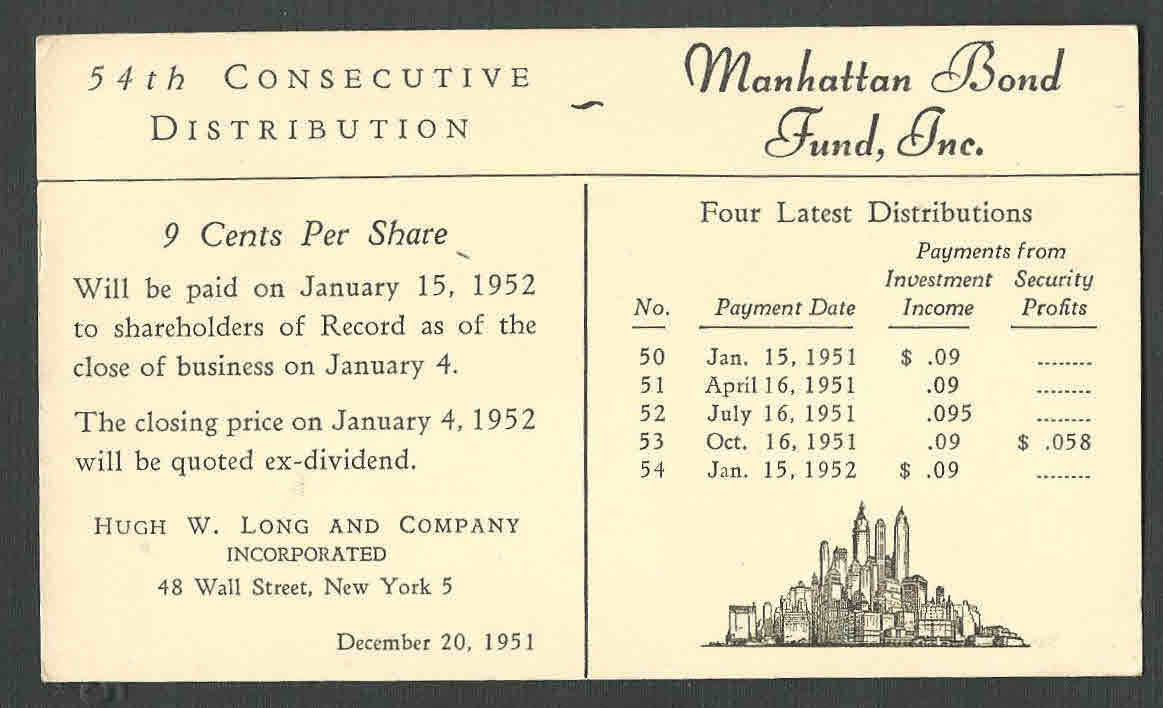 54th CONSECUTIVE
DISTRIBUTION
~
Manhattan Bond
Fund, Inc.
9 Cents Per Share
Will be paid on January 15, 1952
to shareholders of Record as of the
close of business on January 4.
The closing price on January 4, 1952
will be quoted ex-dividend.
HUGH W. LONG AND COMPANY
INCORPORATED
48 Wall Street, New York 5
December 20, 1951
Four Latest Distributions
Payments from
Investment Security
No. Payment Date Income Profits
50 Jan. 15, 1951 $ .09 ........
51 April 16, 1951 .09 ........
52 July 16, 1951 .095 ........
53 Oct. 16, 1951 .09 $ .058
54 Jan. 15, 1952 $ .09 ........